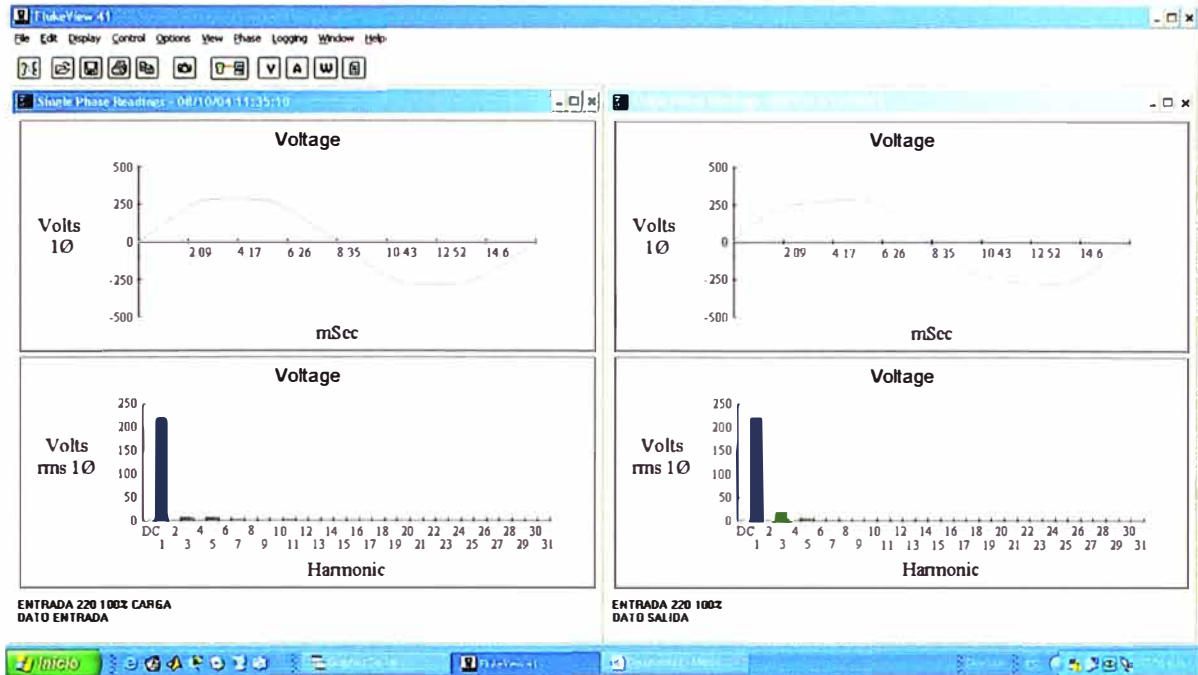 FlukeView 41
File Edit Display Control Options View Phase Logging Window Help
V A W
Single Phase Readings - 08/10/04 11:35:10
Voltage
500
250
Volts
1Ø
0
-250
-500
2 09 4 17 6 26 8 35 10 43 12 52 14 6
mSec
Voltage
250
200
150
100
50
0
Volts
rms 1Ø
DC 2 4 6 8 10 12 14 16 18 20 22 24 26 28 30
1 3 5 7 9 11 13 15 17 19 21 23 25 27 29 31
Harmonic
ENTRADA 220 100% CARGA
DATO ENTRADA
Voltage
500
250
Volts
1Ø
0
-250
-500
2 09 4 17 6 26 8 35 10 43 12 52 14 6
mSec
Voltage
250
200
150
100
50
0
Volts
rms 1Ø
DC 2 4 6 8 10 12 14 16 18 20 22 24 26 28 30
1 3 5 7 9 11 13 15 17 19 21 23 25 27 29 31
Harmonic
ENTRADA 220 100%
DATO SALIDA
Inicio
FlukeView 41